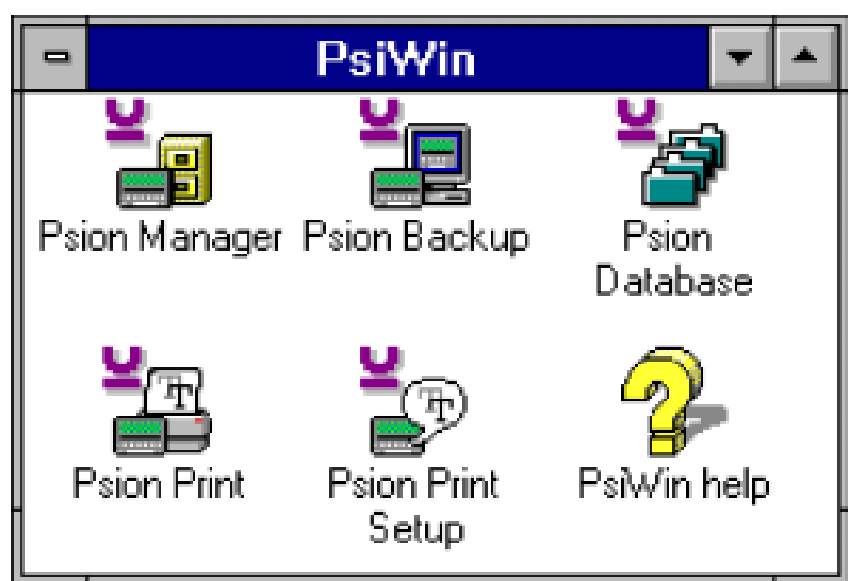 PsiWin
Psion Manager
Psion Backup
Psion
Database
Psion Print
Psion Print
Setup
PsiWin help